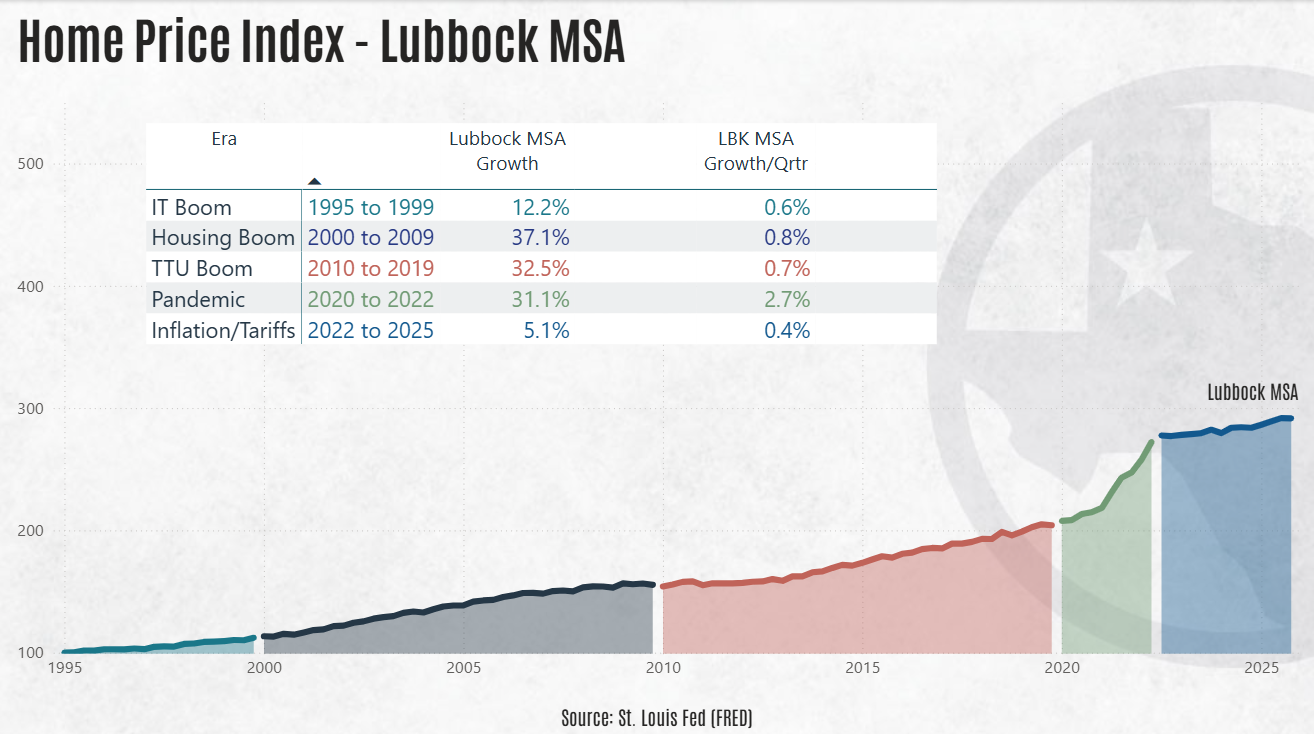 Home Price Index - Lubbock MSA
Era Lubbock MSA Growth LBK MSA Growth/Qrtr
IT Boom 1995 to 1999 12.2% 0.6%
Housing Boom 2000 to 2009 37.1% 0.8%
TTU Boom 2010 to 2019 32.5% 0.7%
Pandemic 2020 to 2022 31.1% 2.7%
Inflation/Tariffs 2022 to 2025 5.1% 0.4%
500
400
300
200
100
Lubbock MSA
1995 2000 2005 2010 2015 2020 2025
Source: St. Louis Fed (FRED)